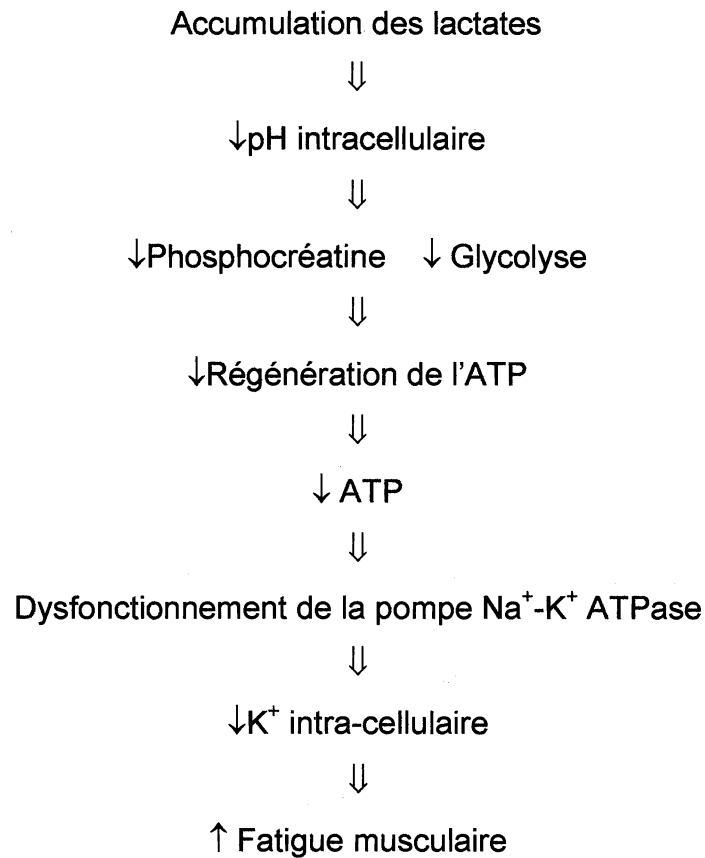 Accumulation des lactates
⇓
↓pH intracellulaire
⇓
↓Phosphocréatine ↓ Glycolyse
⇓
↓Régénération de l'ATP
⇓
↓ ATP
⇓
Dysfonctionnement de la pompe Na⁺-K⁺ ATPase
⇓
↓K⁺ intra-cellulaire
⇓
↑ Fatigue musculaire